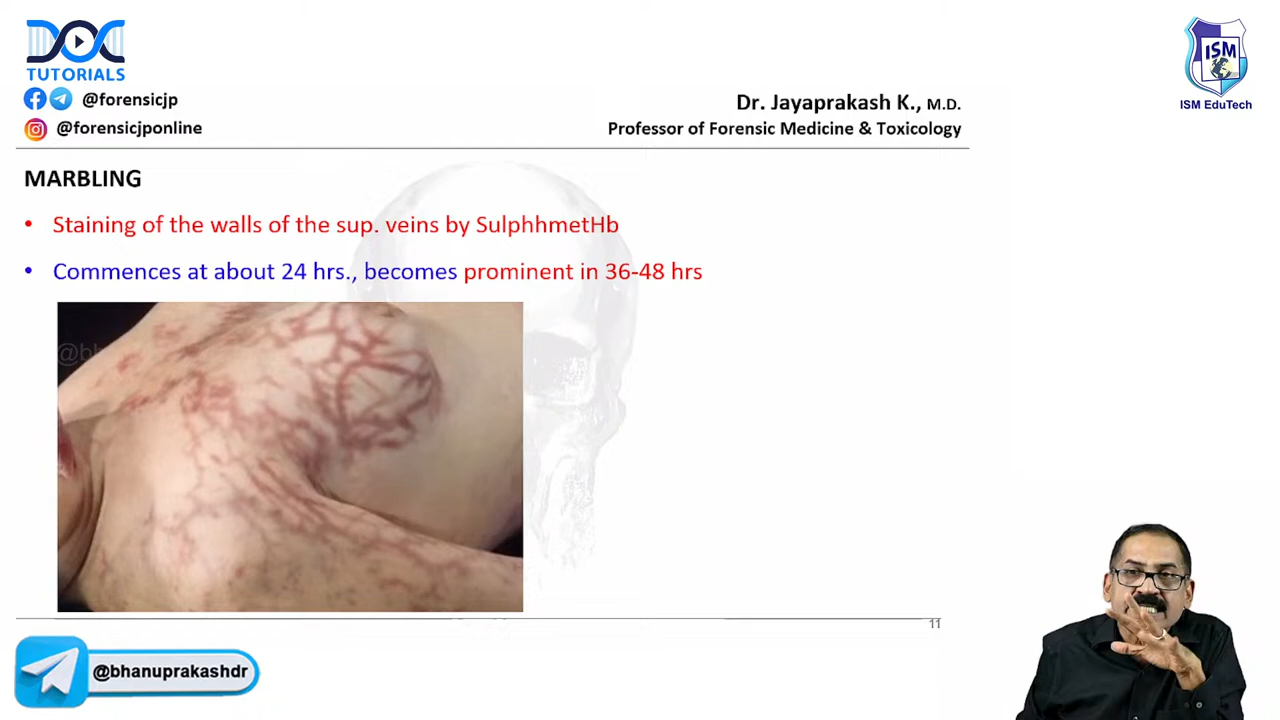 TUTORIALS
@forensicjp
@forensicjponline
ISM
ISM EduTech
Dr. Jayaprakash K., M.D.
Professor of Forensic Medicine & Toxicology
MARBLING
• Staining of the walls of the sup. veins by SulphhmetHb
• Commences at about 24 hrs., becomes prominent in 36-48 hrs
11
@bhanuprakashdr